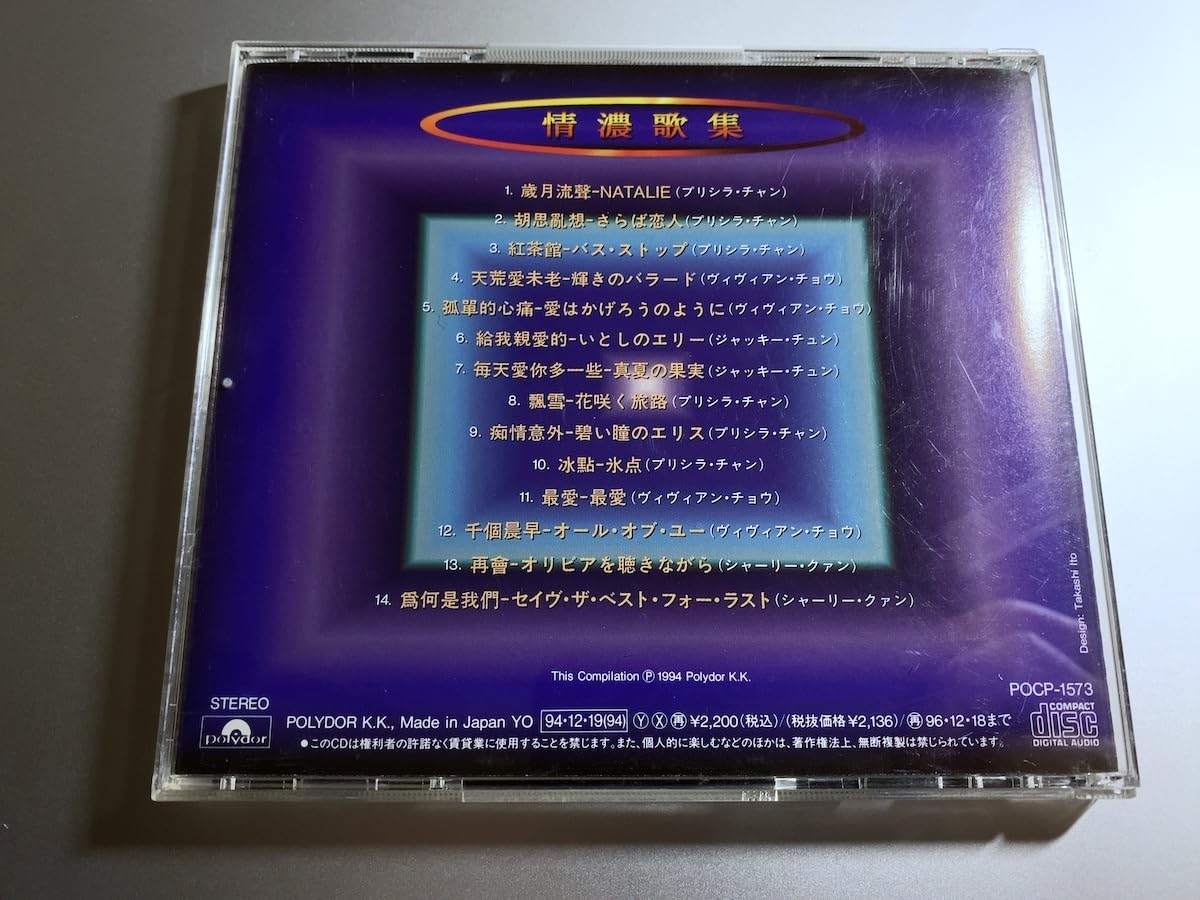 情濃歌集
1. 歳月流聲-NATALIE(プリシラ・チャン)
2. 胡思亂想-さらば恋人(プリシラ・チャン)
3. 紅茶館-バス・ストップ(プリシラ・チャン)
4. 天荒愛未老-輝きのバラード(ヴィヴィアン・チョウ)
5. 孤單的心痛-愛はかげろうのように(ヴィヴィアン・チョウ)
6. 給我親愛的-いとしのエリー(ジャッキー・チュン)
7. 毎天愛你多一些-真夏の果実(ジャッキー・チュン)
8. 飄雪-花咲く旅路(プリシラ・チャン)
9. 痴情意外-碧い瞳のエリス(プリシラ・チャン)
10. 冰點-氷点(プリシラ・チャン)
11. 最愛-最愛(ヴィヴィアン・チョウ)
12. 千個晨早-オール・オブ・ユー(ヴィヴィアン・チョウ)
13. 再會-オリビアを聴きながら(シャーリー・クァン)
14. 爲何是我們-セイヴ・ザ・ベスト・フォー・ラスト(シャーリー・クァン)
Design: Takashi Ito
This Compilation Ⓟ 1994 Polydor K.K.
POCP-1573
STEREO
polydor
POLYDOR K.K., Made in Japan YO 94・12・19(94) Ⓨ Ⓧ ㊞再 ¥2,200(税込)/(税抜価格¥2,136)/再 96・12・18まで
●このCDは権利者の許諾なく賃貸業に使用することを禁じます。また、個人的に楽しむなどのほかは、著作権法上、無断複製は禁じられています。
COMPACT
disc
DIGITAL AUDIO